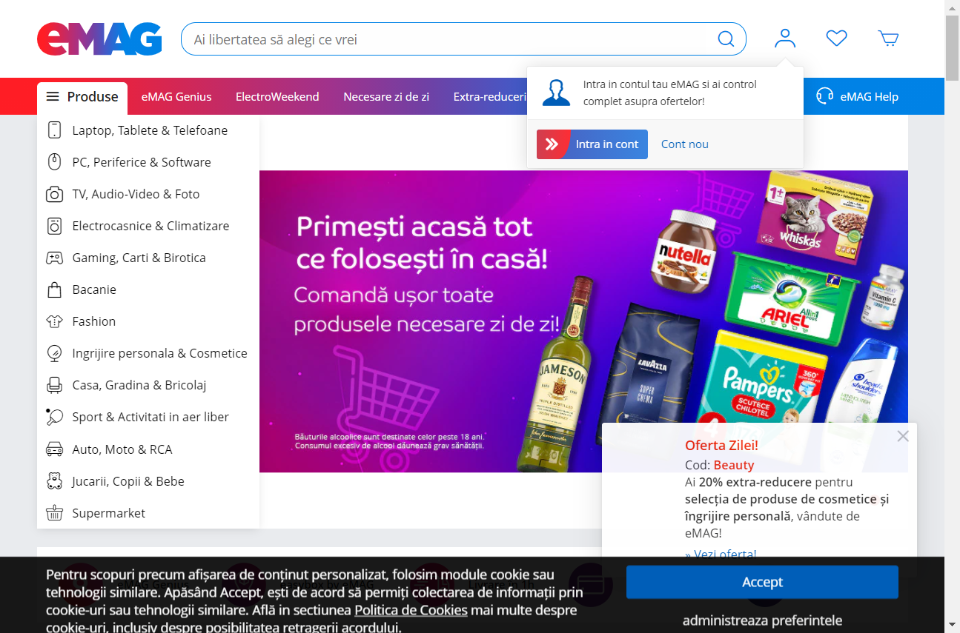 eMAG
Ai libertatea să alegi ce vrei
Produse
eMAG Genius
ElectroWeekend
Necesare zi de zi
Extra-reduceri
eMAG Help
Intra in contul tau eMAG si ai control
complet asupra ofertelor!
Intra in cont
Cont nou
Laptop, Tablete & Telefoane
PC, Periferice & Software
TV, Audio-Video & Foto
Electrocasnice & Climatizare
Gaming, Carti & Birotica
Bacanie
Fashion
Ingrijire personala & Cosmetice
Casa, Gradina & Bricolaj
Sport & Activitati in aer liber
Auto, Moto & RCA
Jucarii, Copii & Bebe
Supermarket
Primești acasă tot
ce folosești în casă!
Comandă ușor toate
produsele necesare zi de zi!
Băuturile alcoolice sunt destinate celor peste 18 ani.
Consumul excesiv de alcool dăunează grav sănătății.
nutella
1+
whiskas
ARIEL
Vitamin C
JAMESON
LAVAZZA
SUPER
CREMA
Pampers
SCUTECE
CHILOȚEL
360°
head &
shoulders
Oferta Zilei!
Cod: Beauty
Ai 20% extra-reducere pentru
selecția de produse de cosmetice și
îngrijire personală, vândute de
eMAG!
» Vezi oferta!
Pentru scopuri precum afișarea de conținut personalizat, folosim module cookie sau
tehnologii similare. Apăsând Accept, ești de acord să permiți colectarea de informații prin
cookie-uri sau tehnologii similare. Află in sectiunea Politica de Cookies mai multe despre
cookie-uri, inclusiv despre posibilitatea retragerii acordului.
Accept
administreaza preferintele